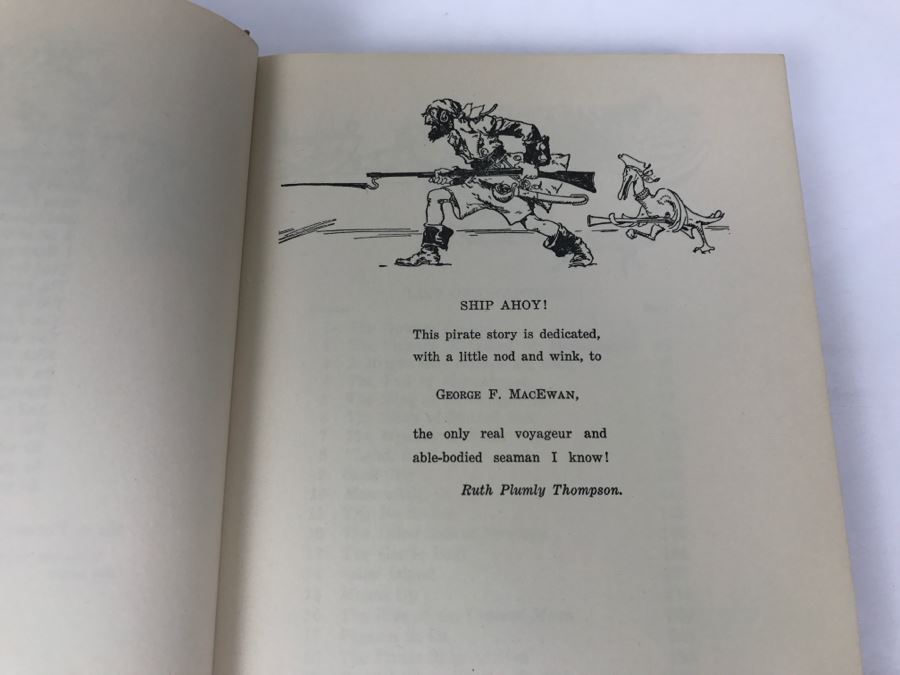 SHIP AHOY!
This pirate story is dedicated,
with a little nod and wink, to
George F. MacEwan,
the only real voyageur and
able-bodied seaman I know!
Ruth Plumly Thompson.